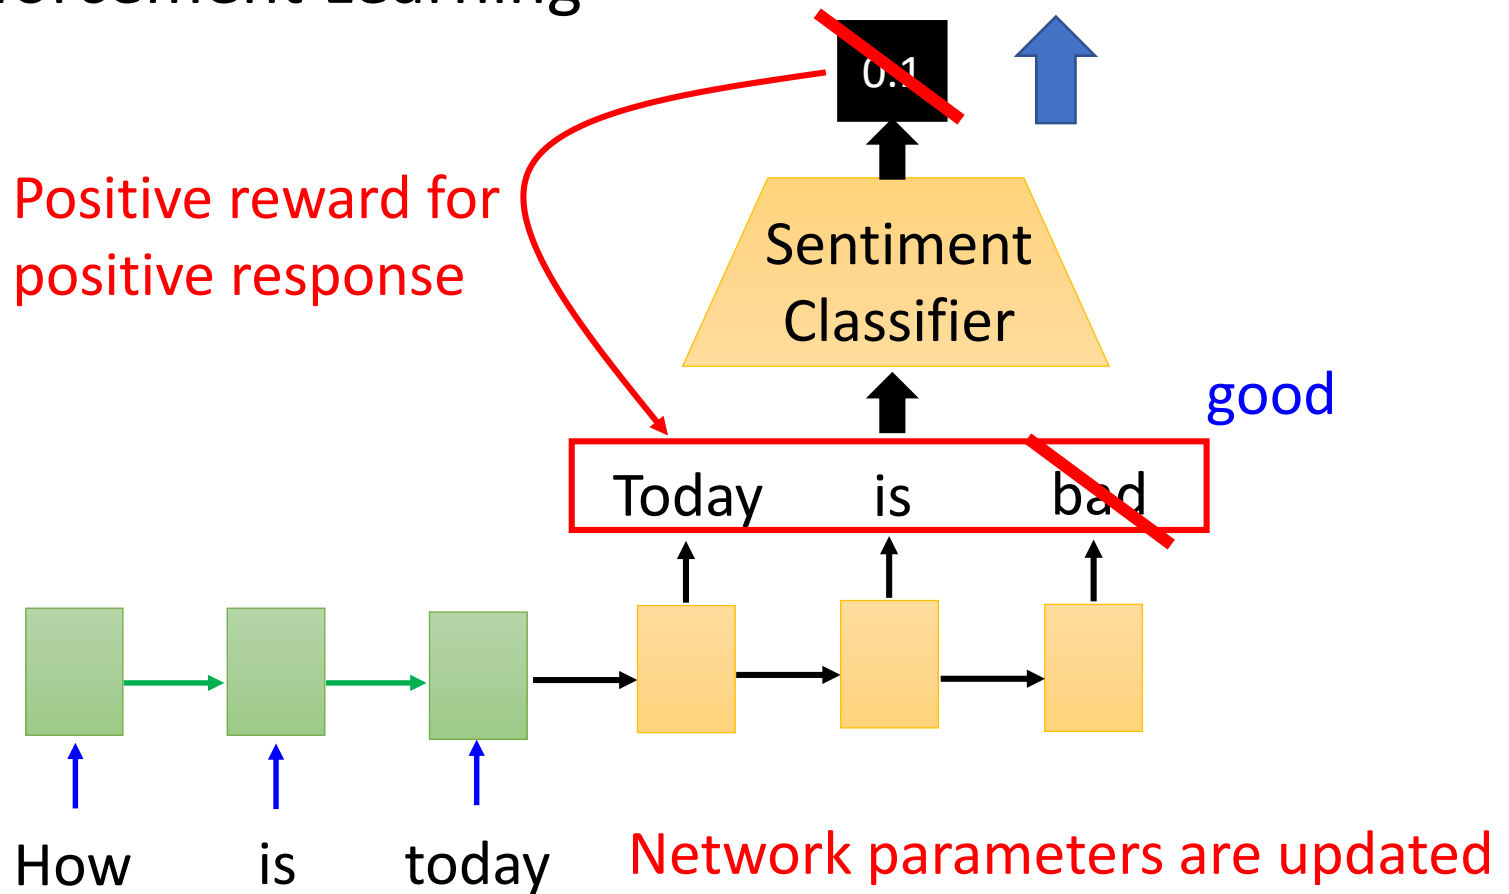 Learning
0.1
Positive reward for
positive response
Sentiment
Classifier
good
Today is bad
How is today
Network parameters are updated